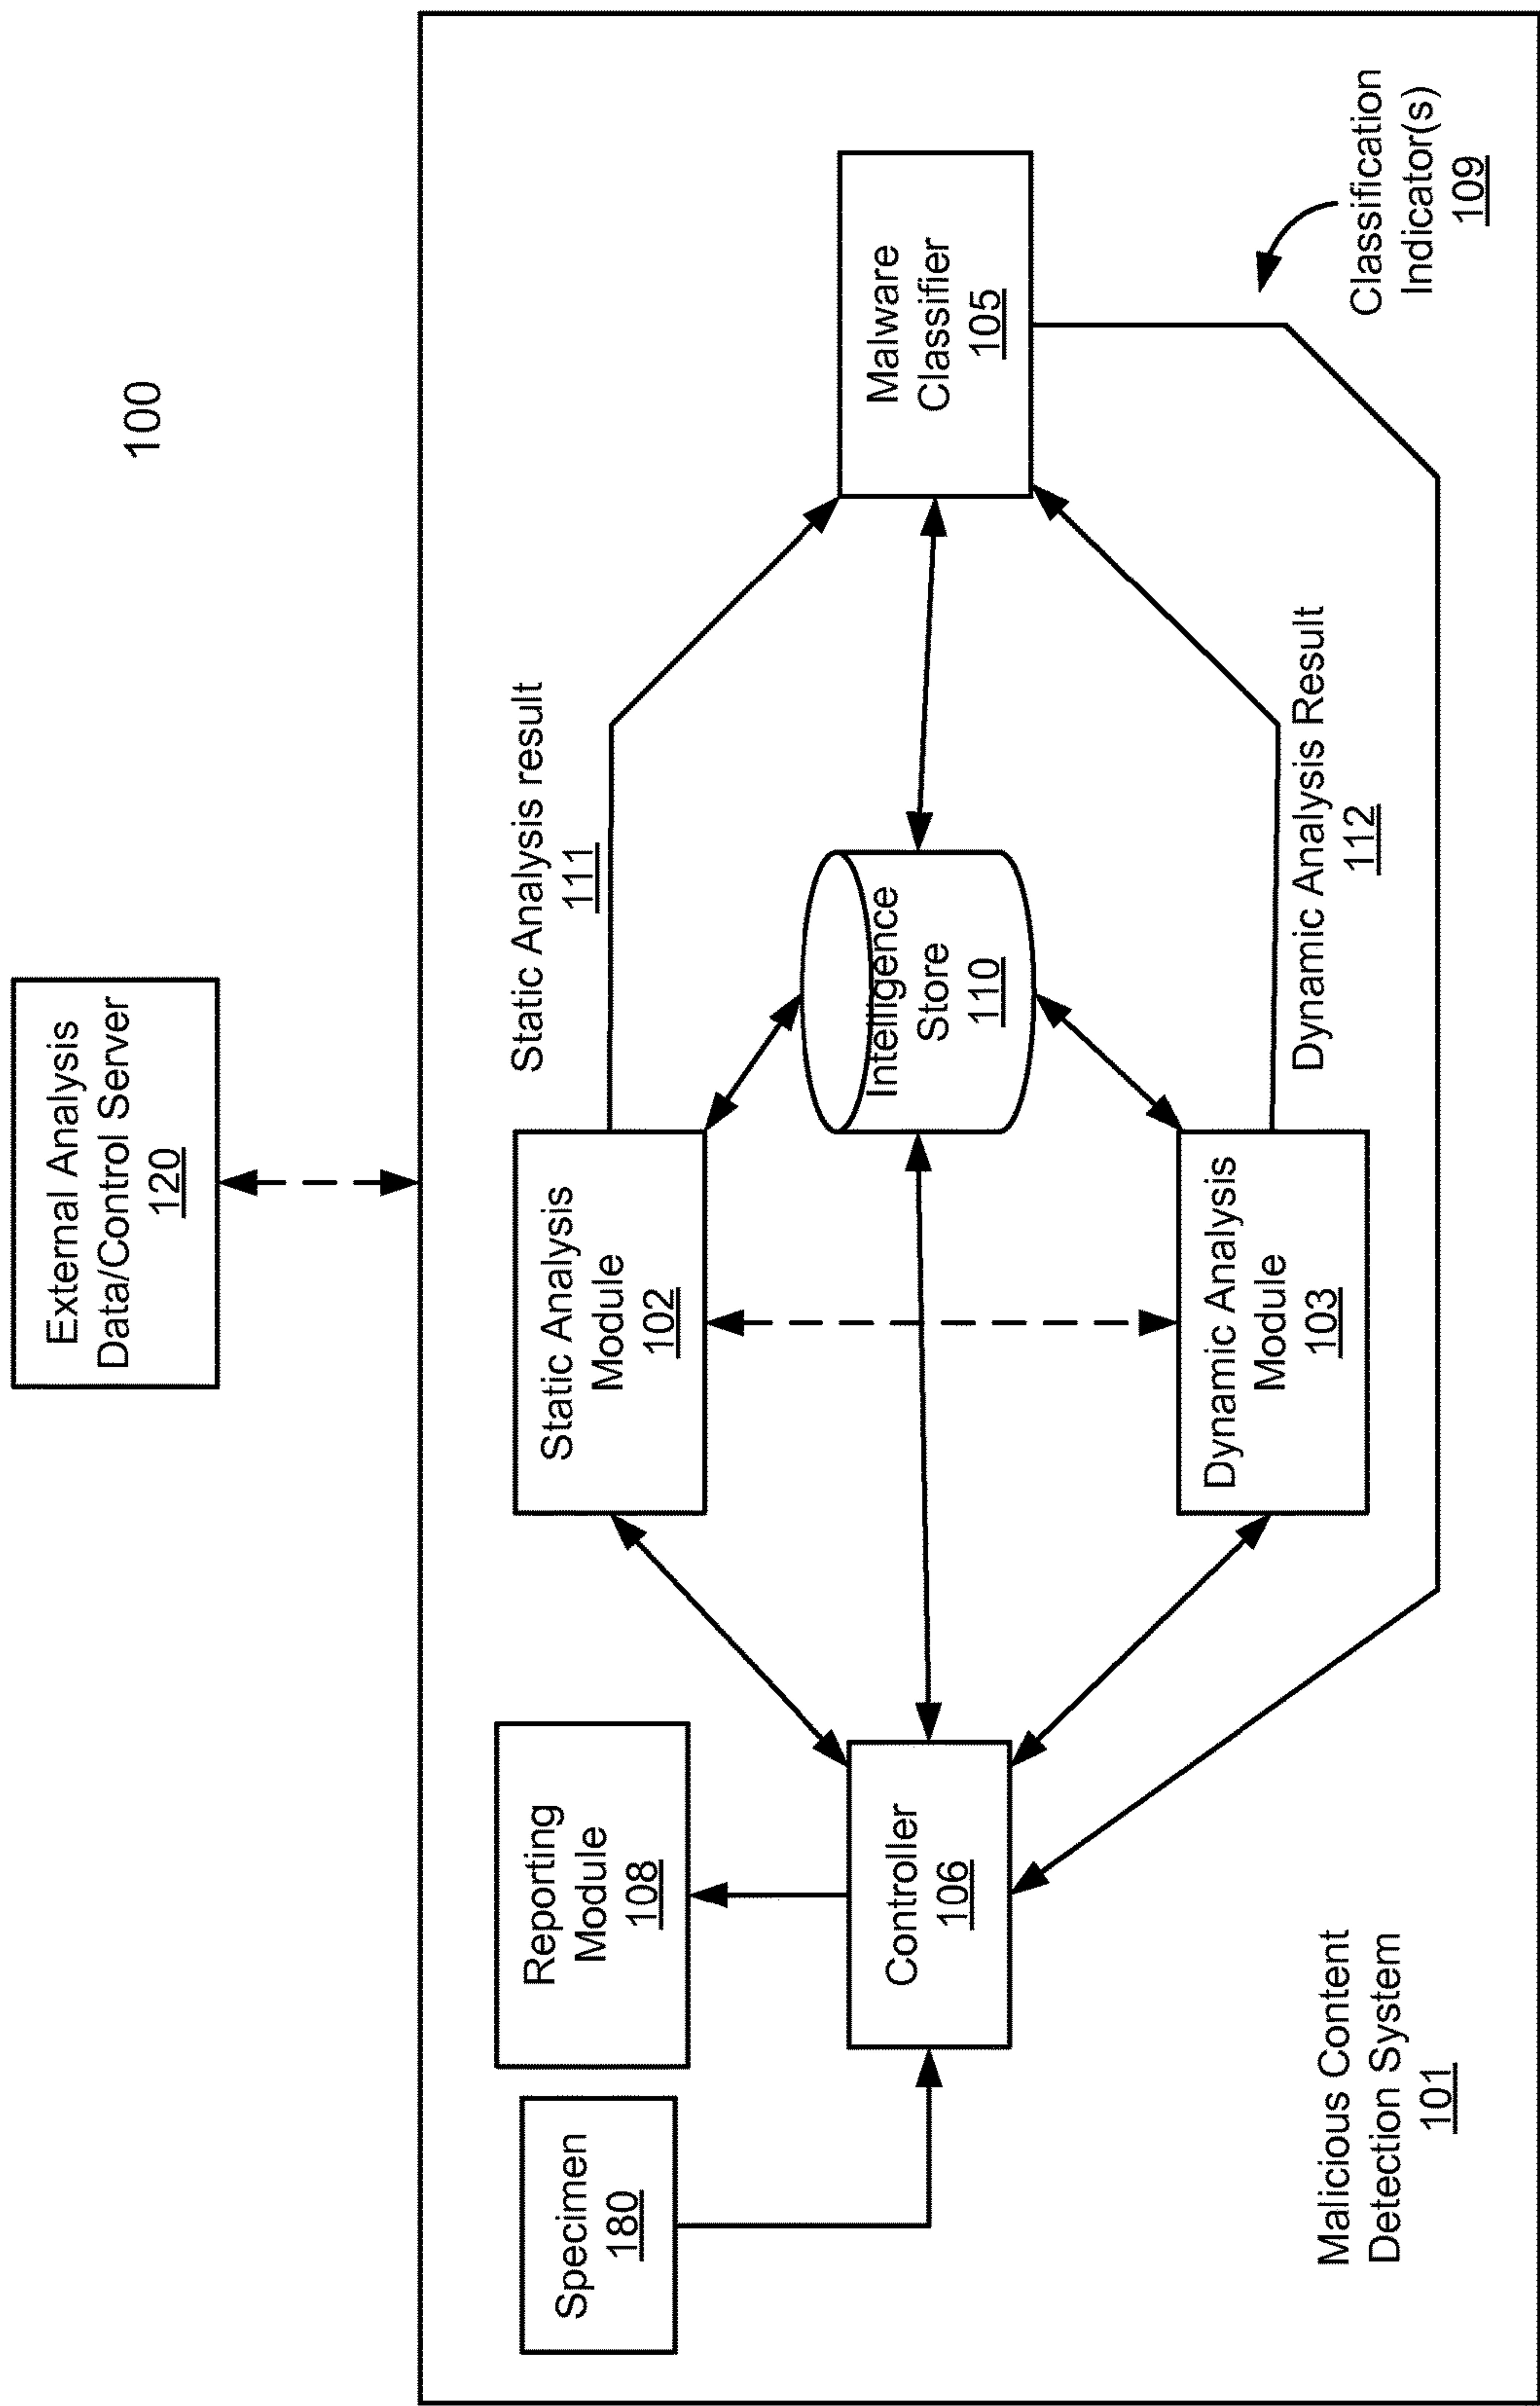 100
External Analysis
Data/Control Server
120
Specimen
180
Reporting
Module
108
Controller
106
Static Analysis
Module
102
Static Analysis result
111
Intelligence
Store
110
Malware
Classifier
105
Dynamic Analysis
Module
103
Dynamic Analysis Result
112
Classification
Indicator(s)
109
Malicious Content
Detection System
101